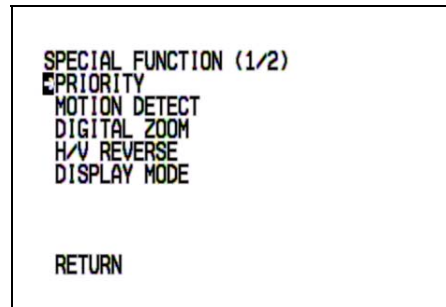 SPECIAL FUNCTION (1/2)
PRIORITY
MOTION DETECT
DIGITAL ZOOM
H/V REVERSE
DISPLAY MODE
RETURN